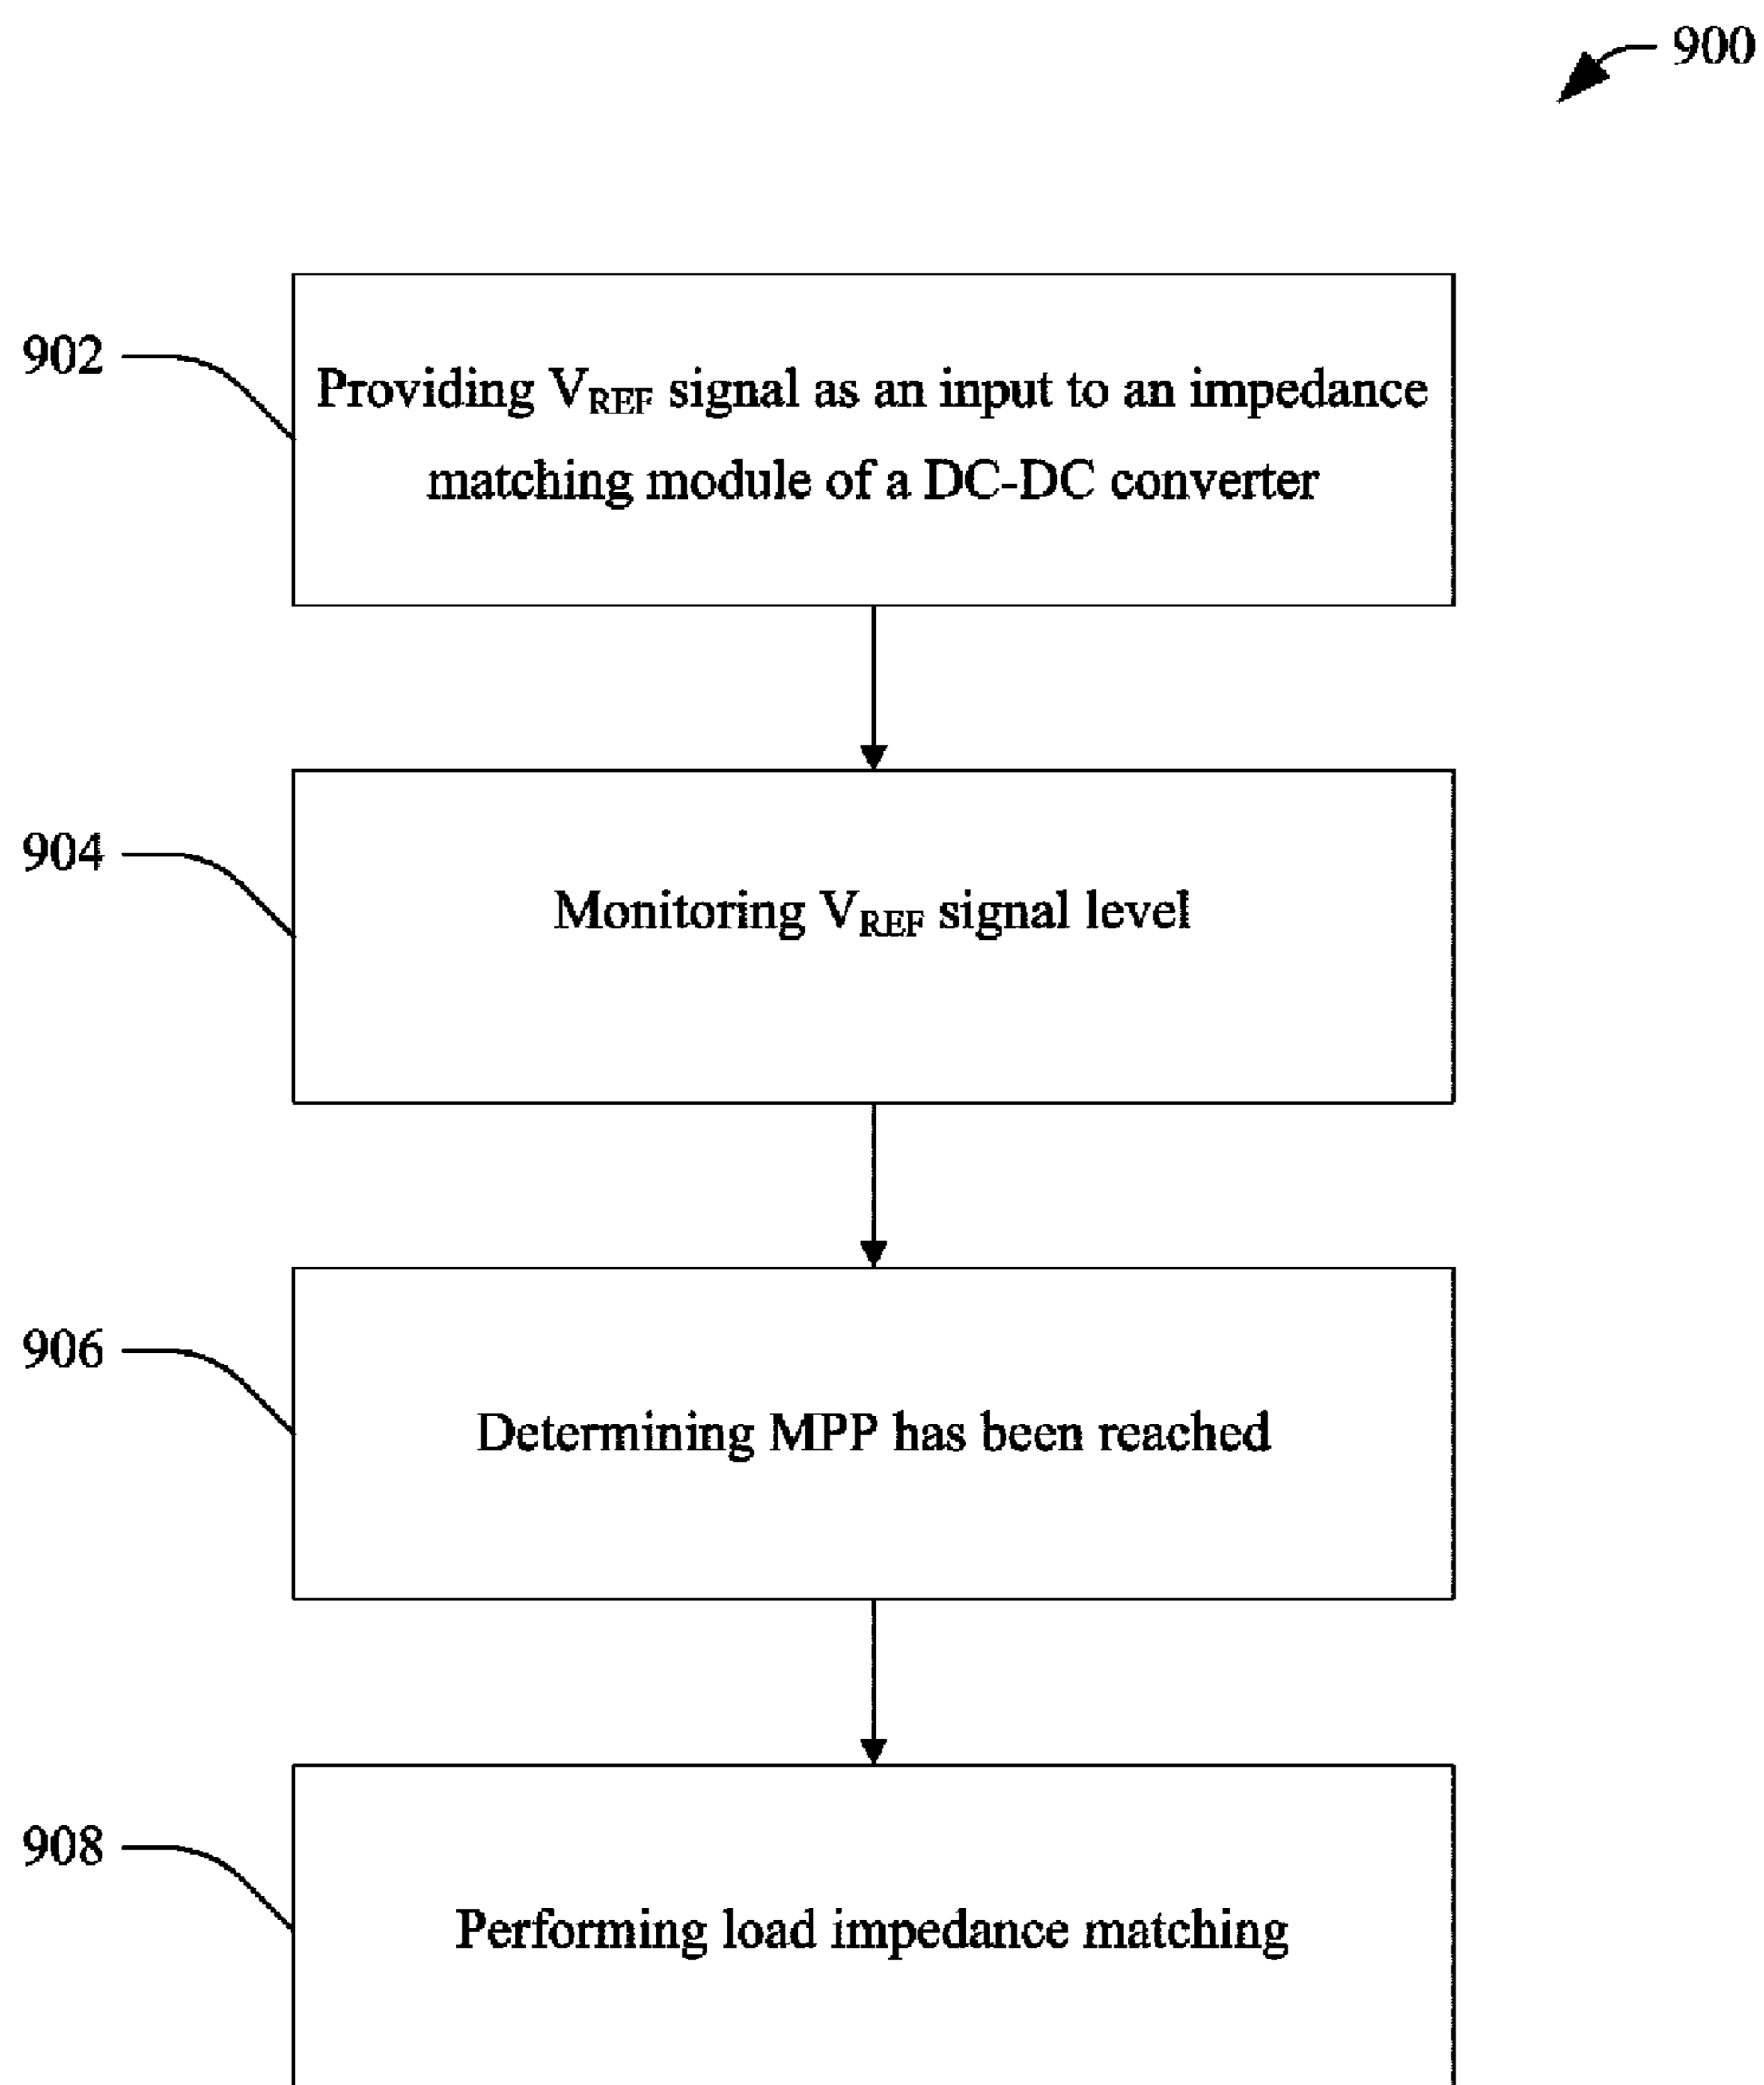 900
902
Providing VREF signal as an input to an impedance
matching module of a DC-DC converter
904
Monitoring VREF signal level
906
Determining MPP has been reached
908
Performing load impedance matching